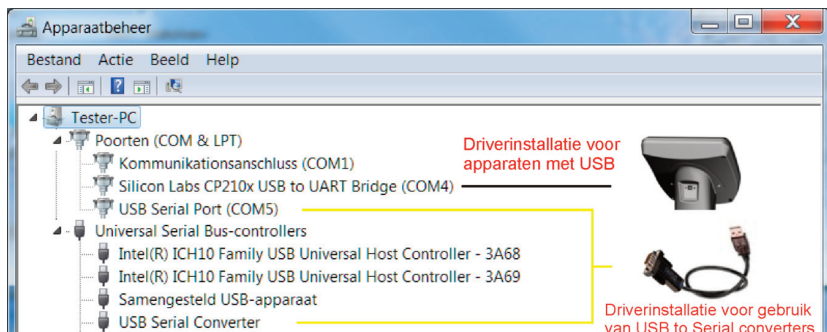 Apparaatbeheer
Bestand Actie Beeld Help
Tester-PC
Poorten (COM & LPT)
Kommunikationsanschluss (COM1)
Silicon Labs CP210x USB to UART Bridge (COM4)
USB Serial Port (COM5)
Universal Serial Bus-controllers
Intel(R) ICH10 Family USB Universal Host Controller - 3A68
Intel(R) ICH10 Family USB Universal Host Controller - 3A69
Samengesteld USB-apparaat
USB Serial Converter
Driverinstallatie voor
apparaten met USB
Driverinstallatie voor gebruik
van USB to Serial converters